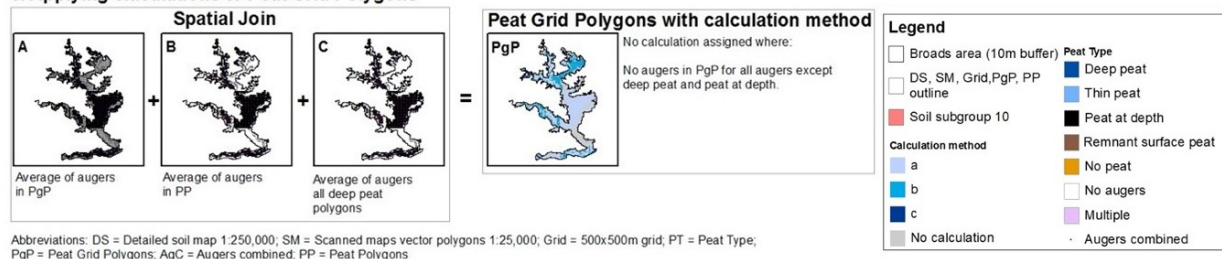 Spatial Join
A
B
C
+
+
=
Average of augers
in PgP
Average of augers
in PP
Average of augers
all deep peat
polygons
Peat Grid Polygons with calculation method
PgP
No calculation assigned where:
No augers in PgP for all augers except
deep peat and peat at depth.
Legend
Broads area (10m buffer)
DS, SM, Grid,PgP, PP
outline
Soil subgroup 10
Calculation method
a
b
c
No calculation
Peat Type
Deep peat
Thin peat
Peat at depth
Remnant surface peat
No peat
No augers
Multiple
Augers combined
Abbreviations: DS = Detailed soil map 1:250,000; SM = Scanned maps vector polygons 1:25,000; Grid = 500x500m grid; PT = Peat Type;
PgP = Peat Grid Polygons; AgC = Augers combined; PP = Peat Polygons